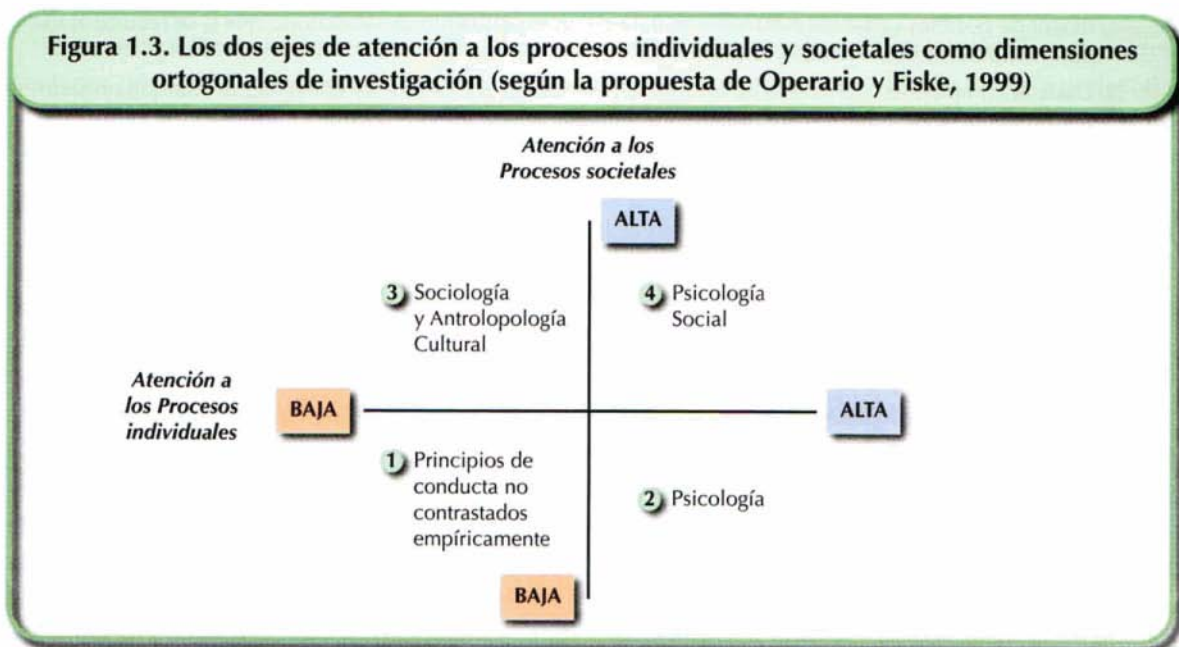 Figura 1.3. Los dos ejes de atención a los procesos individuales y societales como dimensiones
ortogonales de investigación (según la propuesta de Operario y Fiske, 1999)
Atención a los
Procesos societales
ALTA
3 Sociología
y Antrolopología
Cultural
4 Psicología
Social
Atención a
los Procesos
individuales
BAJA
ALTA
1 Principios de
conducta no
contrastados
empíricamente
2 Psicología
BAJA